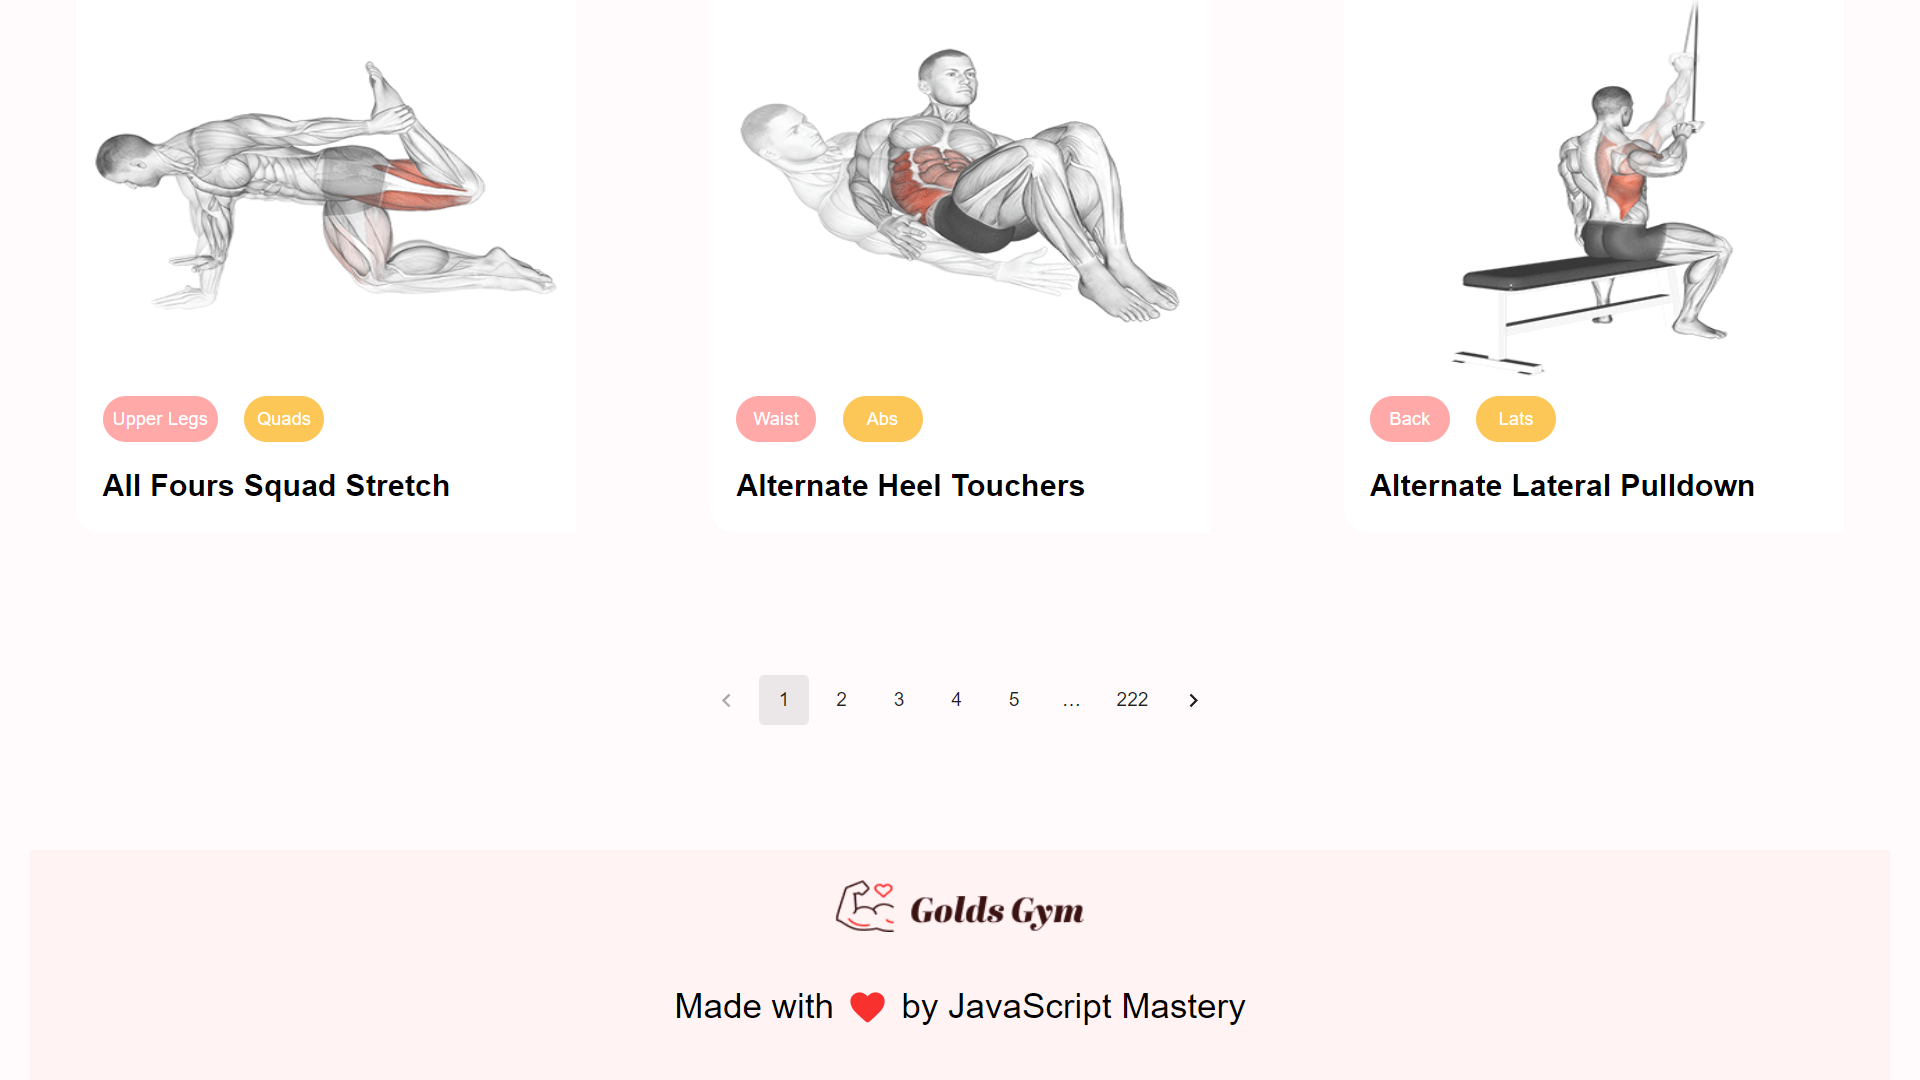 Upper Legs Quads
All Fours Squad Stretch
Waist Abs
Alternate Heel Touchers
Back Lats
Alternate Lateral Pulldown
1 2 3 4 5 … 222
Golds Gym
Made with ❤ by JavaScript Mastery